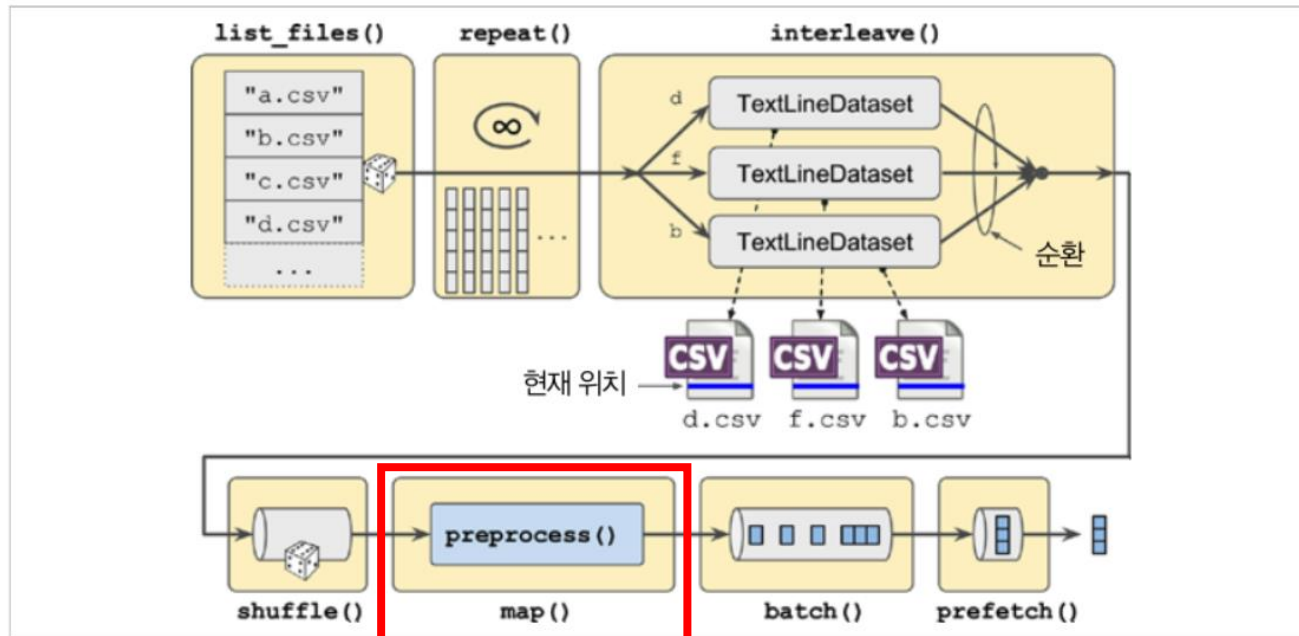 list_files()
repeat()
interleave()
"a.csv"
"b.csv"
"c.csv"
"d.csv"
...
∞
...
d
f
b
TextLineDataset
TextLineDataset
TextLineDataset
순환
현재 위치
CSV
CSV
CSV
d.csv
f.csv
b.csv
preprocess()
shuffle()
map()
batch()
prefetch()